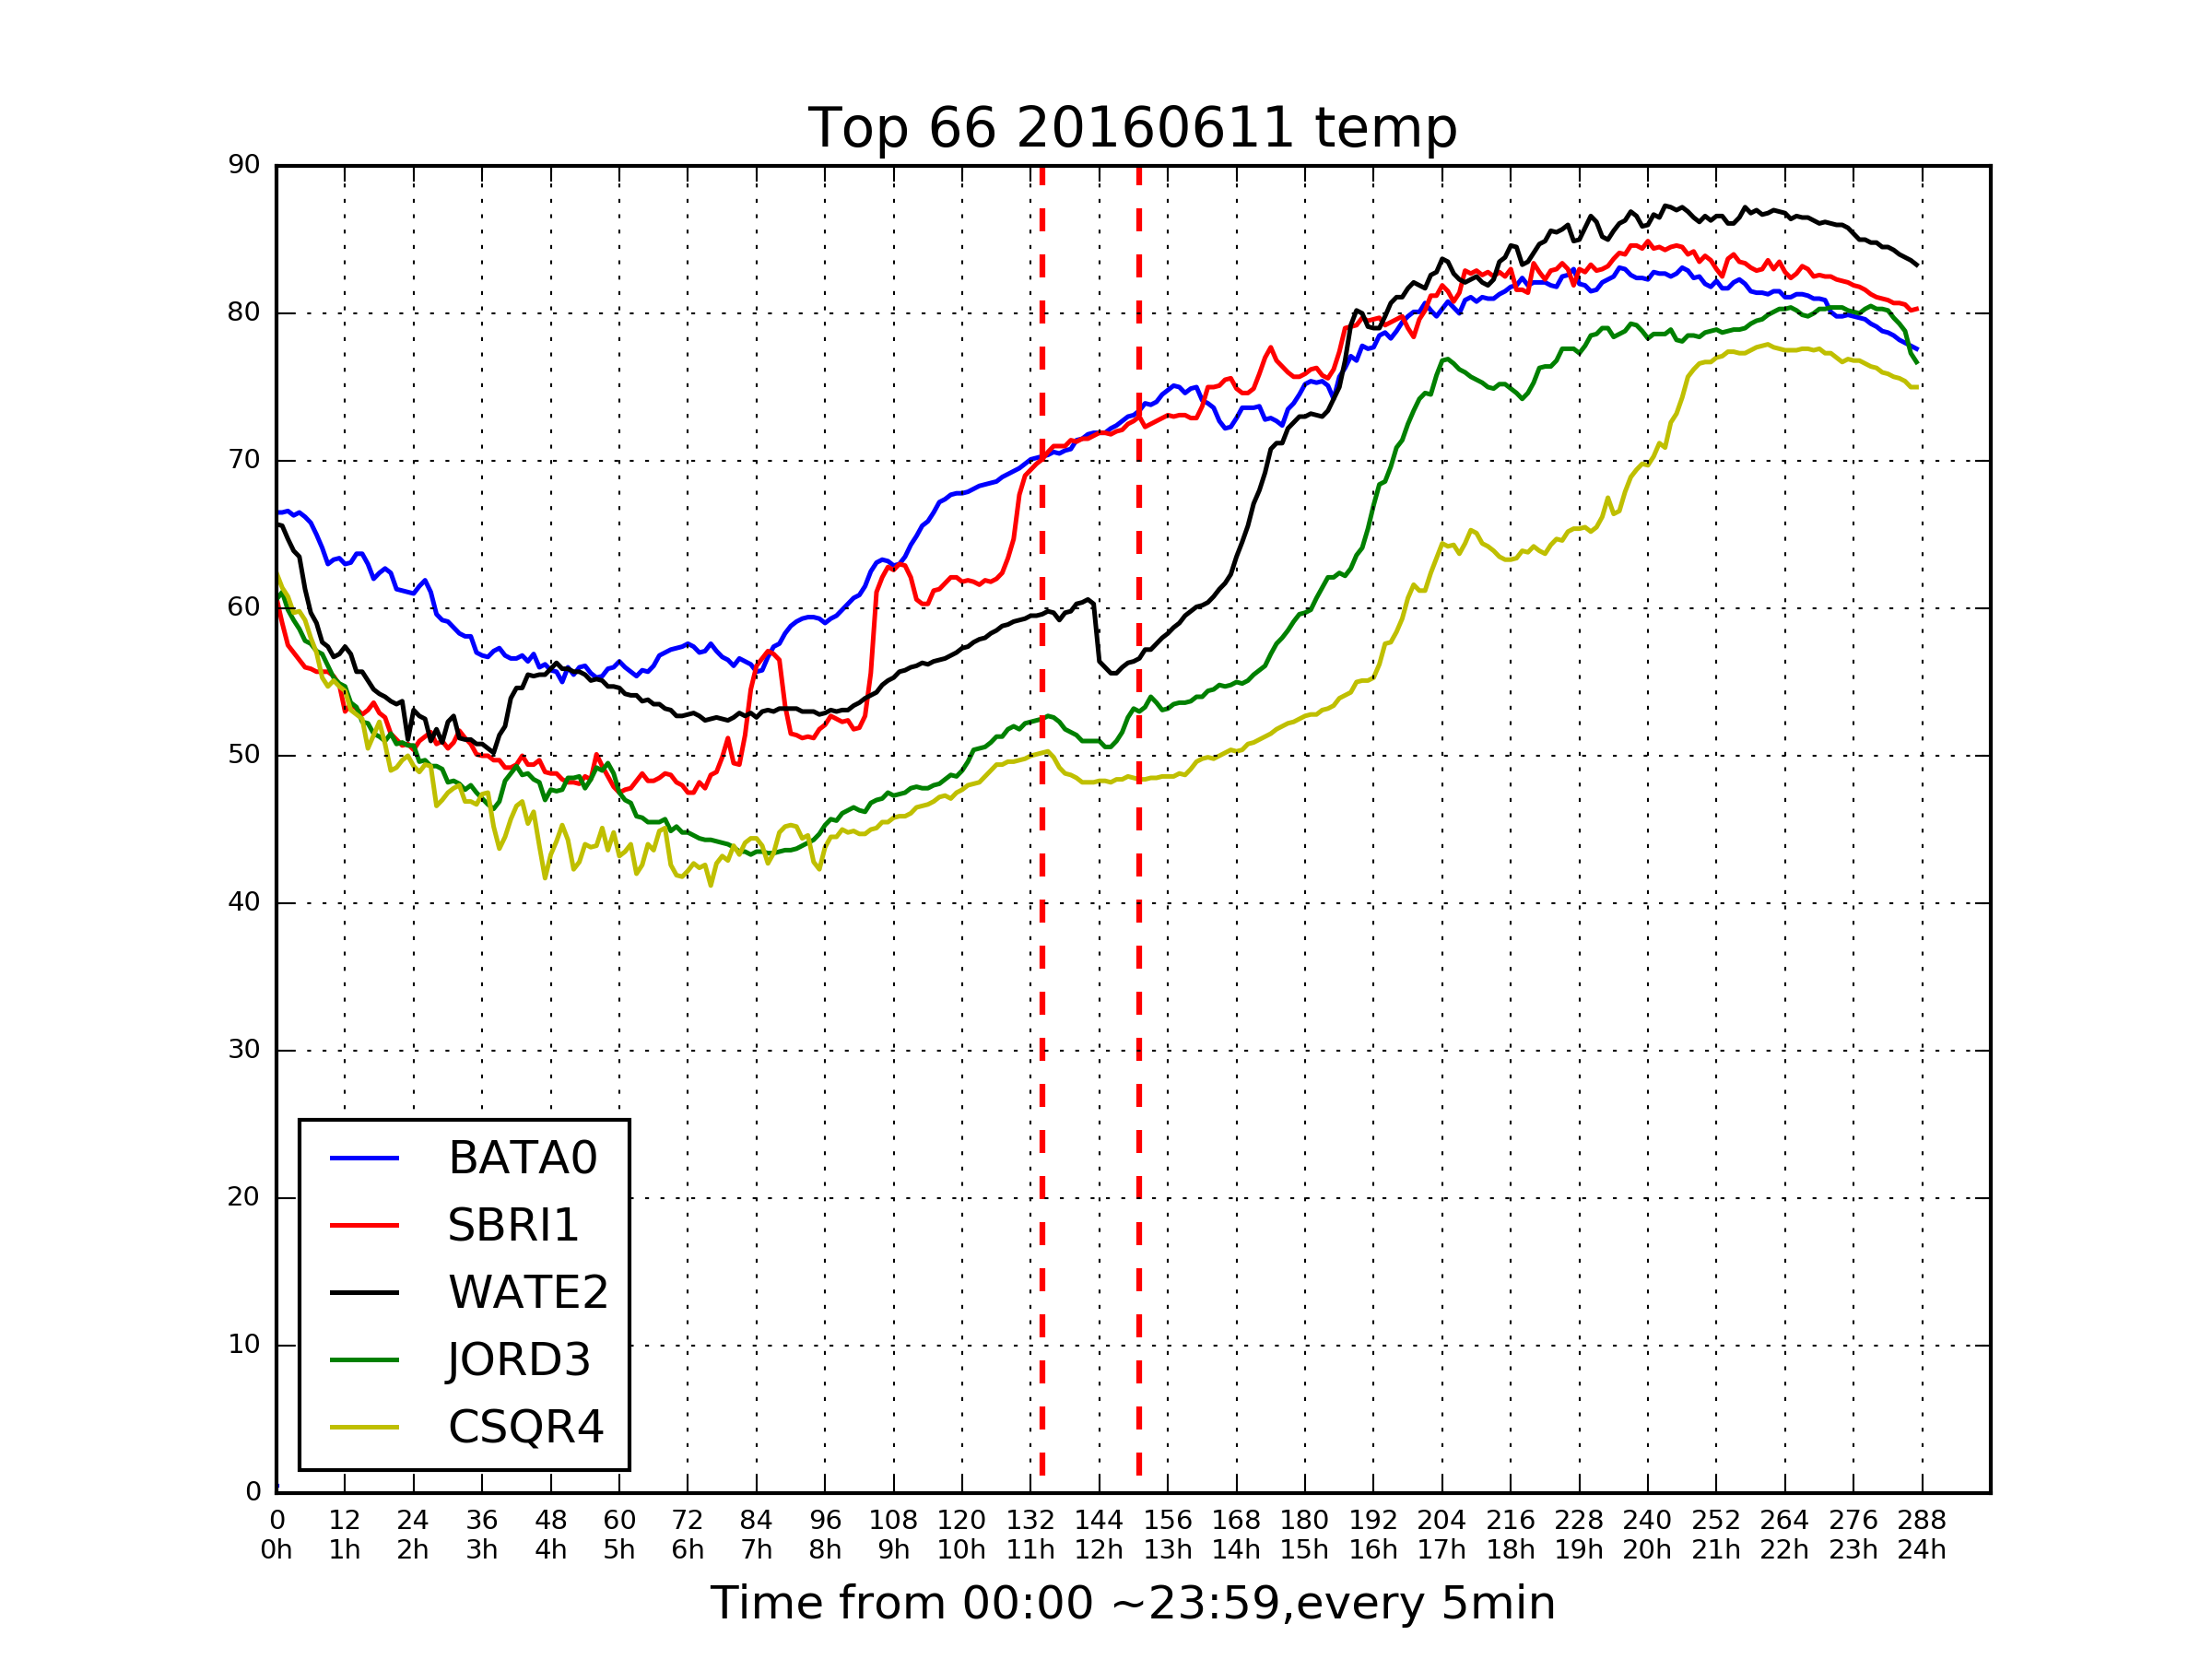 Top 66 20160611 temp
90
80
70
60
50
40
30
20
10
0
BATA0
SBRI1
WATE2
JORD3
CSQR4
0 12 24 36 48 60 72 84 96 108 120 132 144 156 168 180 192 204 216 228 240 252 264 276 288
0h 1h 2h 3h 4h 5h 6h 7h 8h 9h 10h 11h 12h 13h 14h 15h 16h 17h 18h 19h 20h 21h 22h 23h 24h
Time from 00:00 ~23:59,every 5min